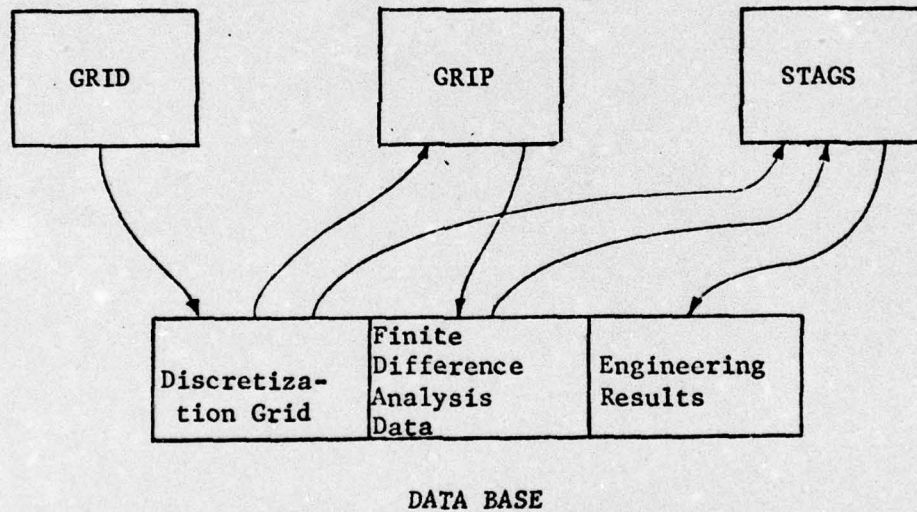 GRID
GRIP
STAGS
Discretiza-
tion Grid
Finite
Difference
Analysis
Data
Engineering
Results
DATA BASE